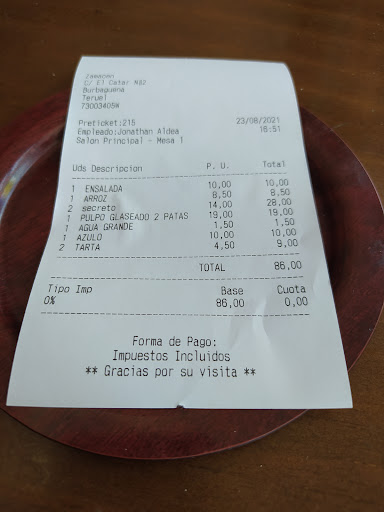 Zamacan
C/ El Cater Nº2
Burbaguena
Teruel
73003405W
Preticket:215 23/08/2021
Empleado:Jonathan Aldea 16:51
Salon Principal - Mesa 1
Uds Descripcion P. U. Total
1 ENSALADA 10,00 10,00
1 ARROZ 8,50 8,50
2 secreto 14,00 28,00
1 PULPO GLASEADO 2 PATAS 19,00 19,00
1 AGUA GRANDE 1,50 1,50
1 AZULO 10,00 10,00
2 TARTA 4,50 9,00
TOTAL 86,00
Tipo Imp Base Cuota
0% 86,00 0,00
Forma de Pago:
Impuestos Incluidos
** Gracias por su visita **